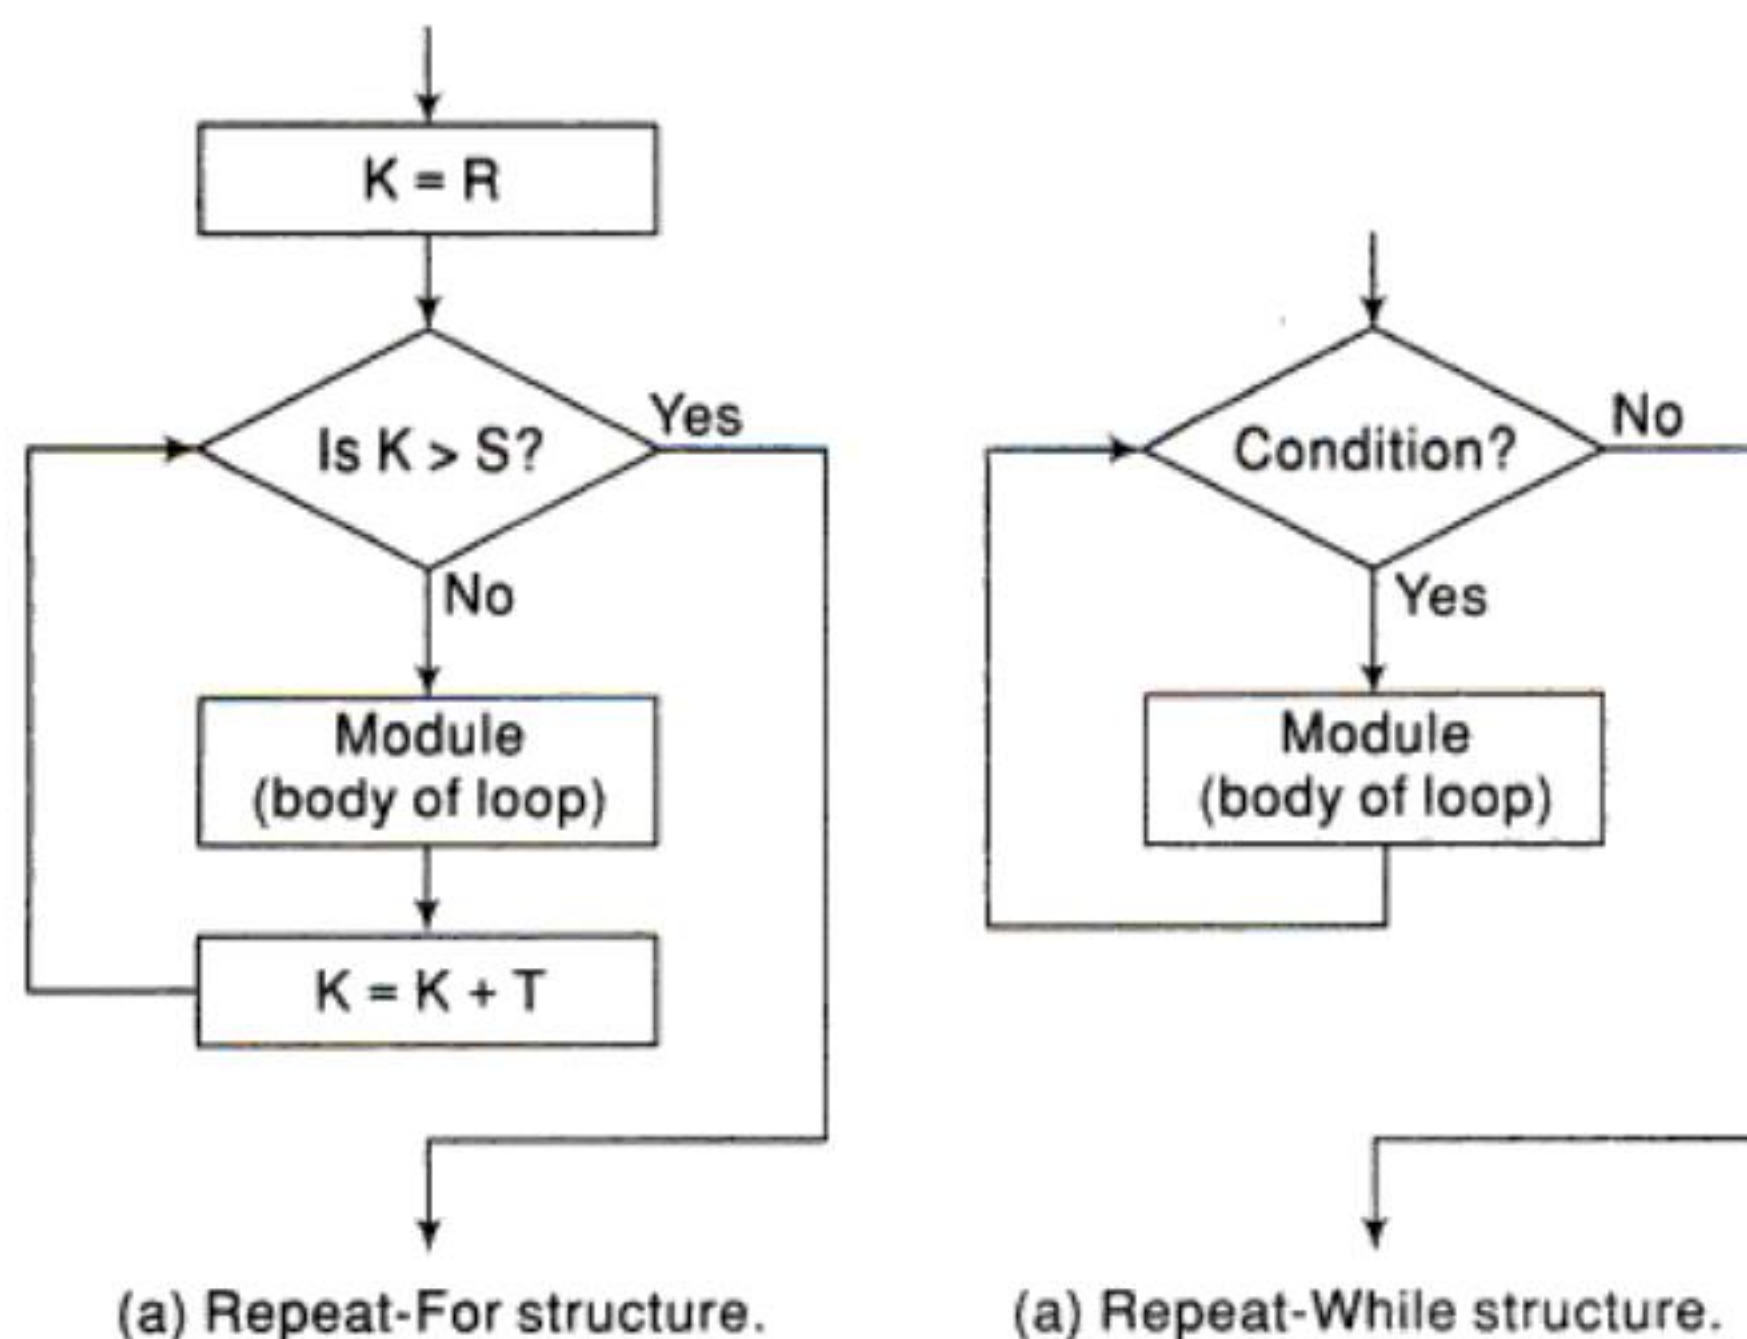 K = R
Is K > S?
Yes
No
Module
(body of loop)
K = K + T
(a) Repeat-For structure.
Condition?
No
Yes
Module
(body of loop)
(a) Repeat-While structure.